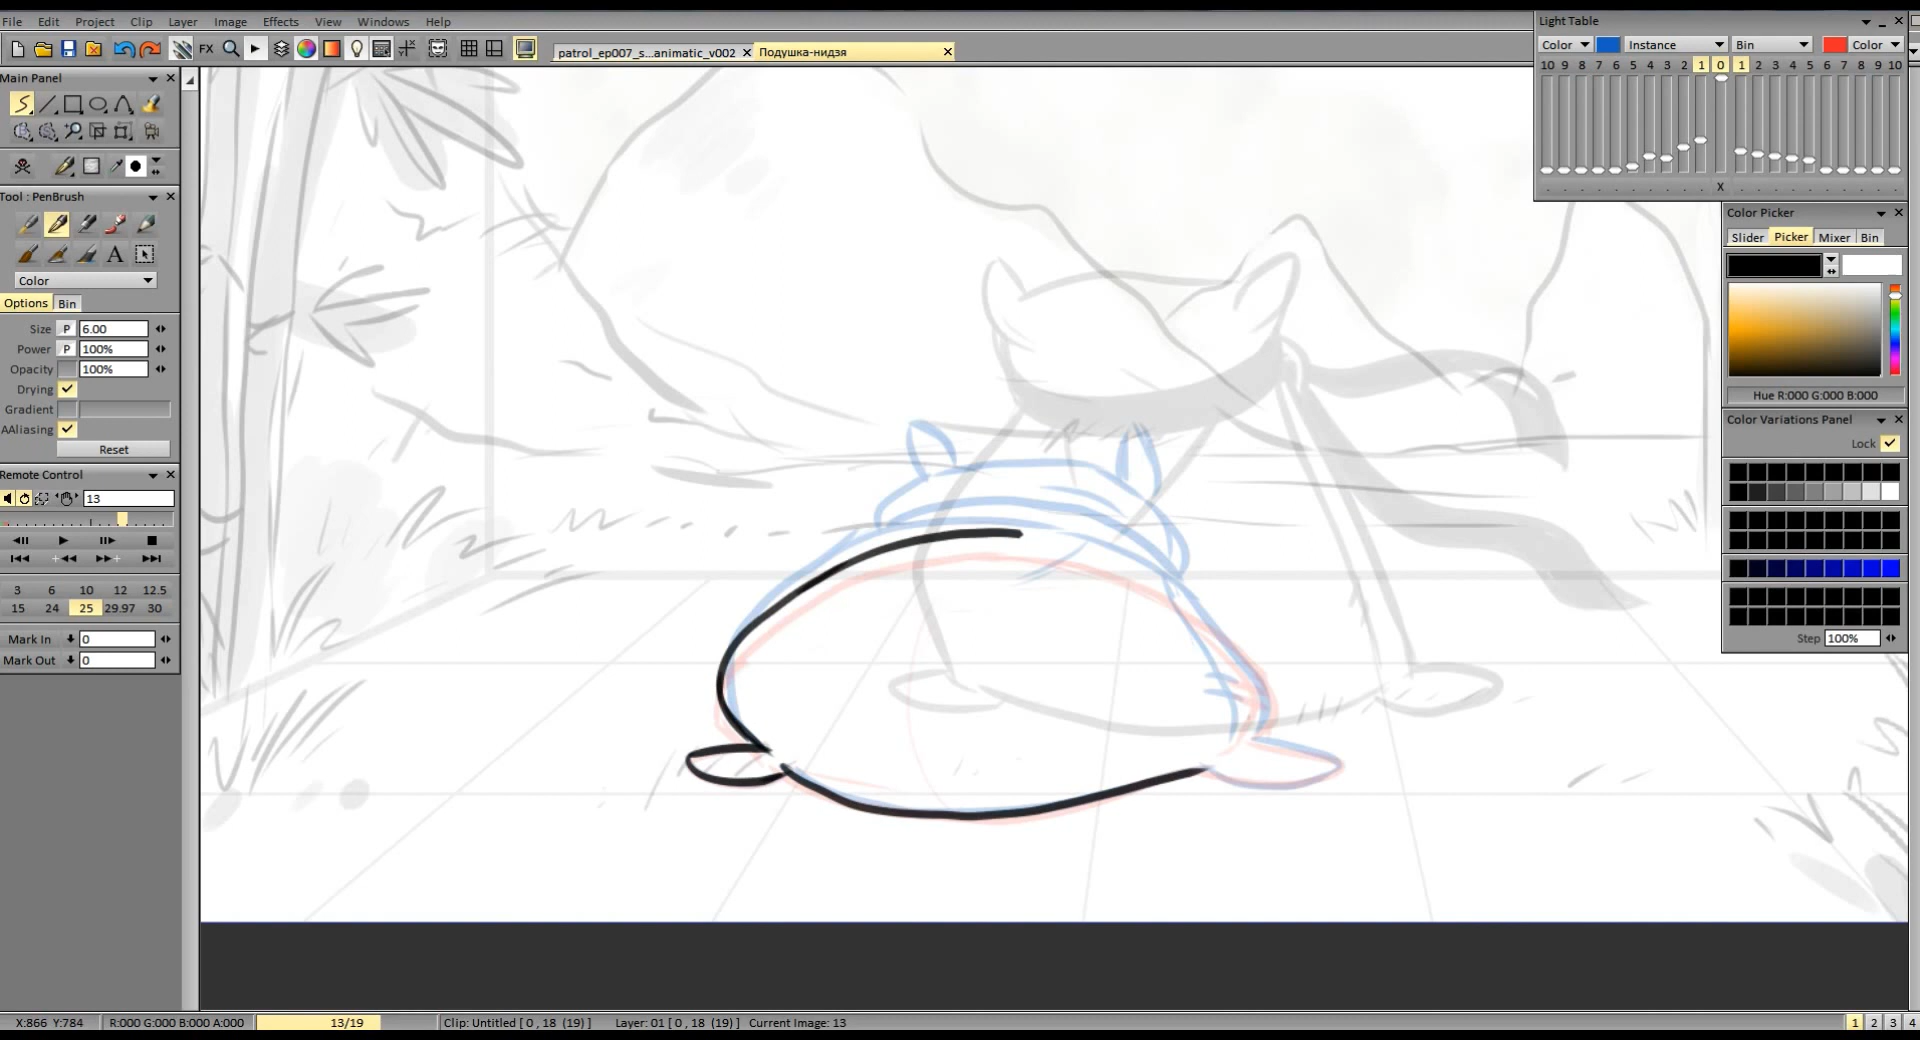 File Edit Project Clip Layer Image Effects View Windows Help
FX
patrol_ep007_s...animatic_v002 × Подушка-нидзя ×
Main Panel
Tool : PenBrush
A
Color
Options Bin
Size P 6.00
Power P 100%
Opacity 100%
Drying
Gradient
AAliasing
Reset
Remote Control
13
3 6 10 12 12.5
15 24 25 29.97 30
Mark In 0
Mark Out 0
Light Table
Color Instance Bin Color
10 9 8 7 6 5 4 3 2 1 0 1 2 3 4 5 6 7 8 9 10
X
Color Picker
Slider Picker Mixer Bin
Hue R:000 G:000 B:000
Color Variations Panel
Lock
Step 100%
X:866 Y:784 R:000 G:000 B:000 A:000 13/19 Clip: Untitled [ 0 , 18 (19) ] Layer: 01 [ 0 , 18 (19) ] Current Image: 13 1 2 3 4